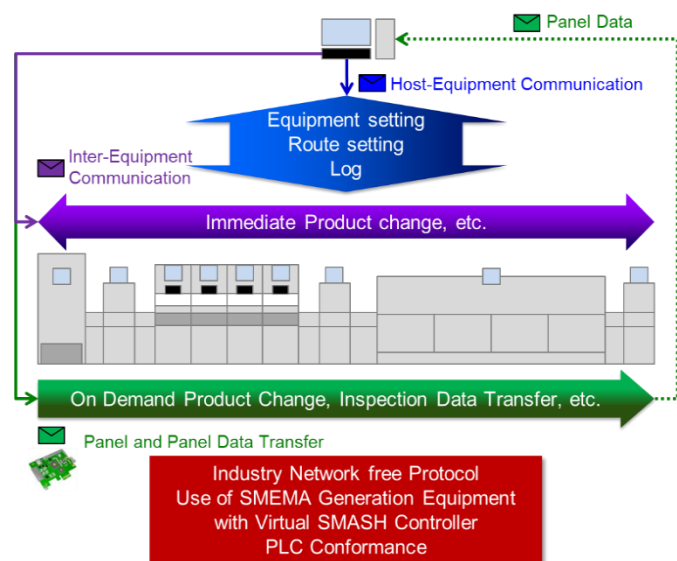 Panel Data
Host-Equipment Communication
Equipment setting
Route setting
Log
Inter-Equipment
Communication
Immediate Product change, etc.
On Demand Product Change, Inspection Data Transfer, etc.
Panel and Panel Data Transfer
Industry Network free Protocol
Use of SMEMA Generation Equipment
with Virtual SMASH Controller
PLC Conformance